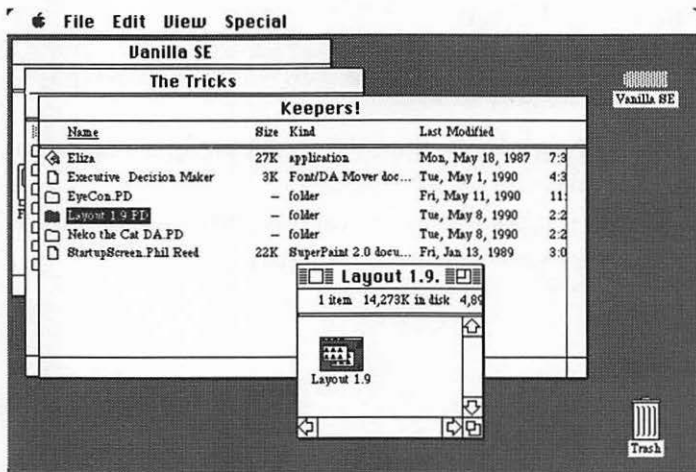 File Edit View Special
Vanilla SE
The Tricks
Keepers!
Name Size Kind Last Modified
Eliza 27K application Mon, May 18, 1987 7:3
Executive Decision Maker 3K Font/DA Mover doc... Tue, May 1, 1990 4:3
EyeCon.PD – folder Fri, May 11, 1990 11:
Layout 1.9 PD – folder Tue, May 8, 1990 2:2
Neko the Cat DA.PD – folder Tue, May 8, 1990 2:2
StartupScreen.Phil Reed 22K SuperPaint 2.0 docu... Fri, Jan 13, 1989 3:0
Layout 1.9.
1 item 14,273K in disk 4,89
Layout 1.9
Vanilla SE
Trash